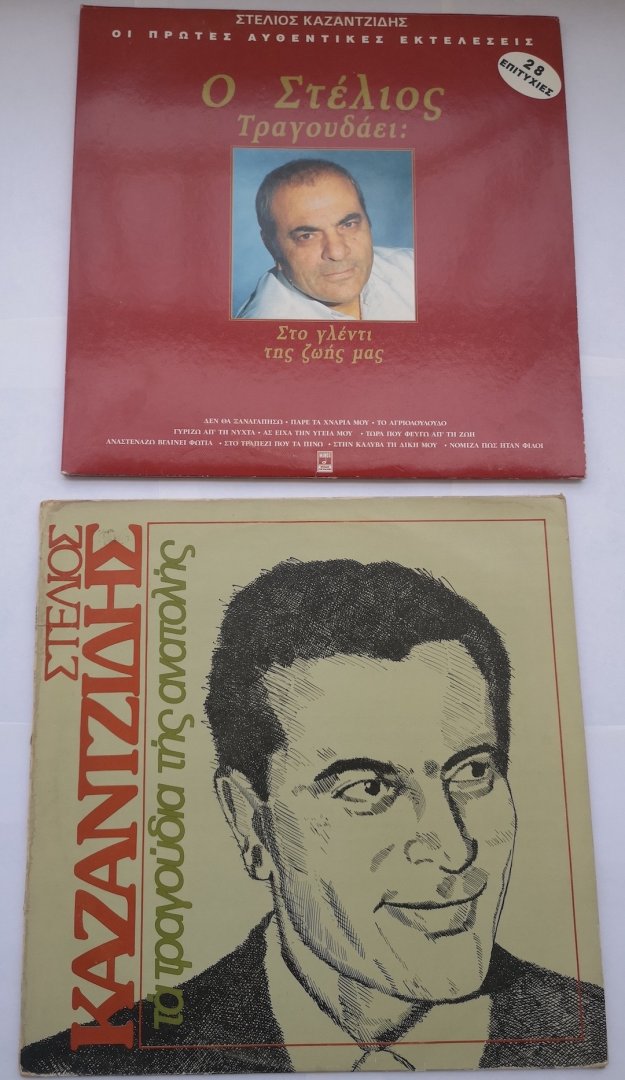 ΣΤΕΛΙΟΣ ΚΑΖΑΝΤΖΙΔΗΣ
ΟΙ ΠΡΩΤΕΣ ΑΥΘΕΝΤΙΚΕΣ ΕΚΤΕΛΕΣΕΙΣ
28
ΕΠΙΤΥΧΙΕΣ
Ο Στέλιος
Τραγουδάει:
Στο γλέντι
της ζωής μας
ΔΕΝ ΘΑ ΞΑΝΑΓΑΠΗΣΩ • ΠΑΡΕ ΤΑ ΧΝΑΡΙΑ ΜΟΥ • ΤΟ ΑΓΡΙΟΛΟΥΛΟΥΔΟ
ΓΥΡΙΖΩ ΑΠ' ΤΗ ΝΥΧΤΑ • ΑΣ ΕΙΧΑ ΤΗΝ ΥΓΕΙΑ ΜΟΥ • ΤΩΡΑ ΠΟΥ ΦΕΥΓΩ ΑΠ' ΤΗ ΖΩΗ
ΑΝΑΣΤΕΝΑΖΩ ΒΓΑΙΝΕΙ ΦΩΤΙΑ • ΣΤΟ ΤΡΑΠΕΖΙ ΠΟΥ ΤΑ ΠΙΝΩ • ΣΤΗΝ ΚΑΛΥΒΑ ΤΗ ΔΙΚΗ ΜΟΥ • ΝΟΜΙΖΑ ΠΩΣ ΗΤΑΝ ΦΙΛΟΙ
MINOS
ΣΤΕΛΙΟΣ
ΚΑΖΑΝΤΖΙΔΗΣ
τά τραγούδια τής ανατολής